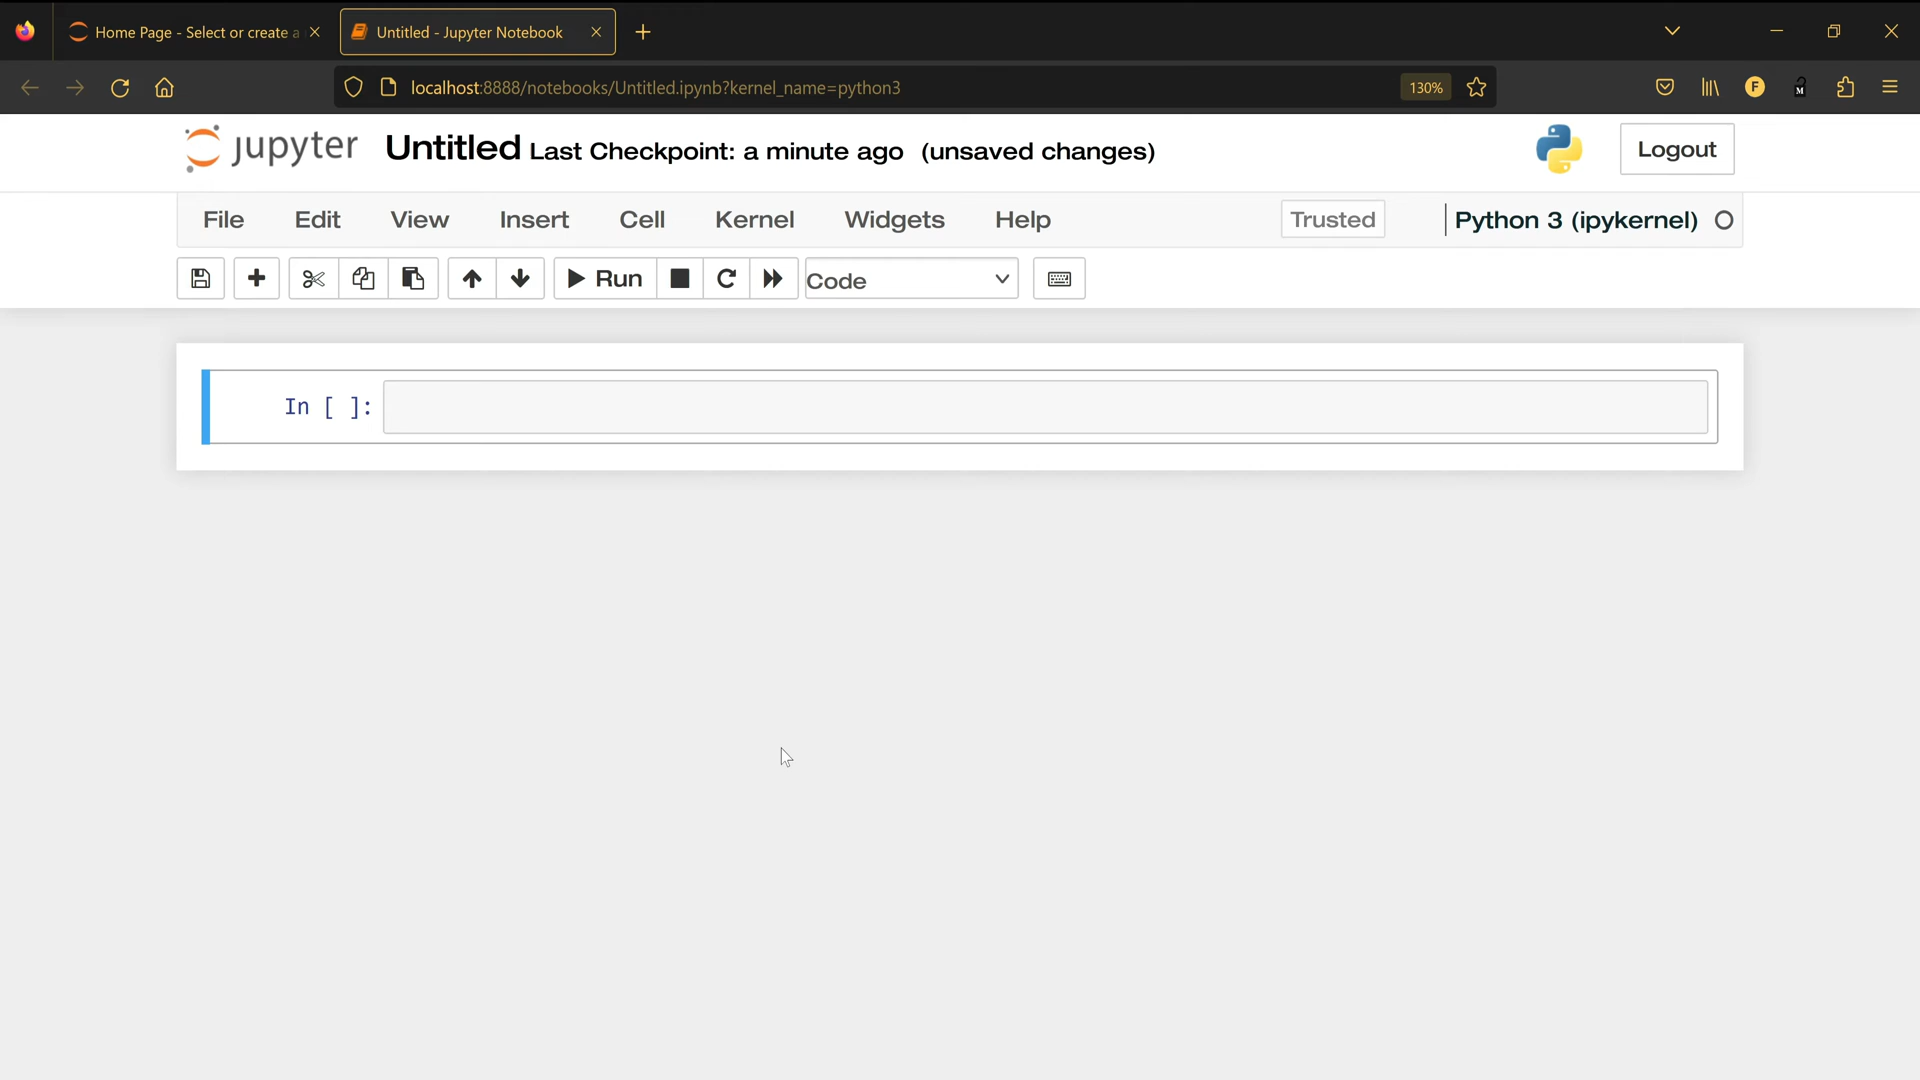 Home Page - Select or create a
Untitled - Jupyter Notebook
localhost:8888/notebooks/Untitled.ipynb?kernel_name=python3
130%
F
M
jupyter Untitled Last Checkpoint: a minute ago (unsaved changes)
Logout
File Edit View Insert Cell Kernel Widgets Help
Trusted
Python 3 (ipykernel)
Run
Code
In [ ]: